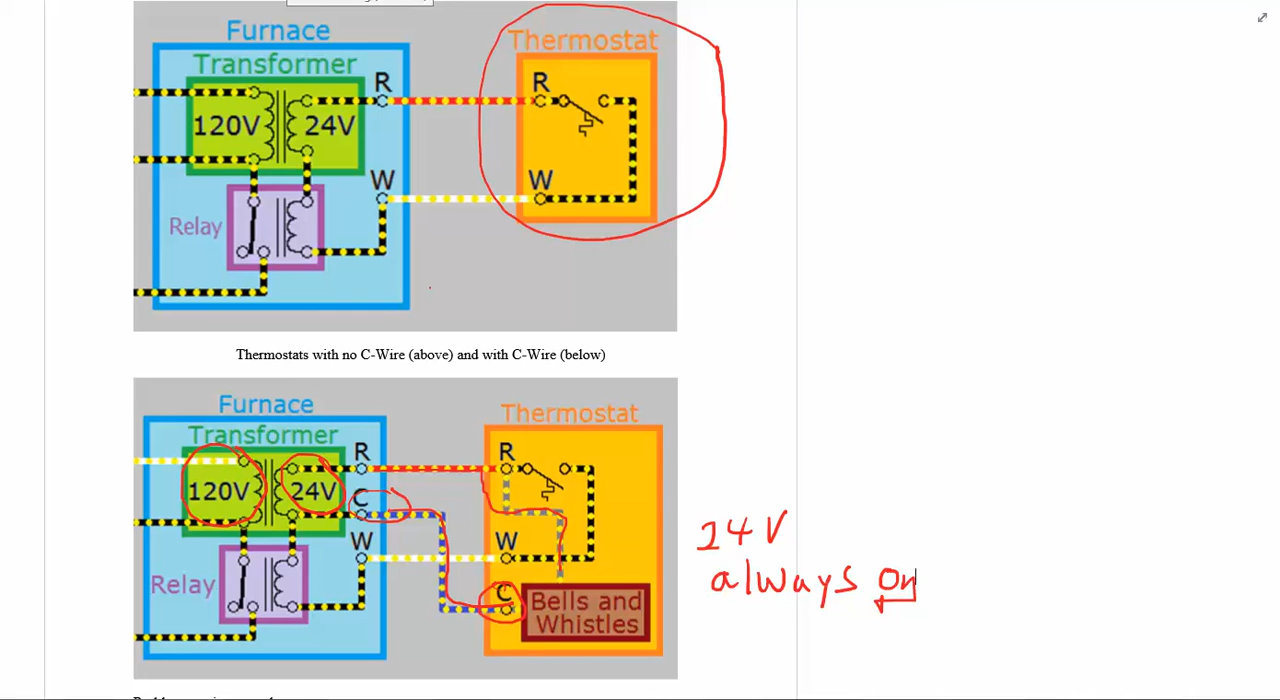 Furnace
Thermostat
Transformer
R
R
120V
24V
W
W
Relay
Thermostats with no C-Wire (above) and with C-Wire (below)
Furnace
Thermostat
Transformer
R
R
120V
24V
C
W
W
Relay
C
Bells and
Whistles
24V
always on